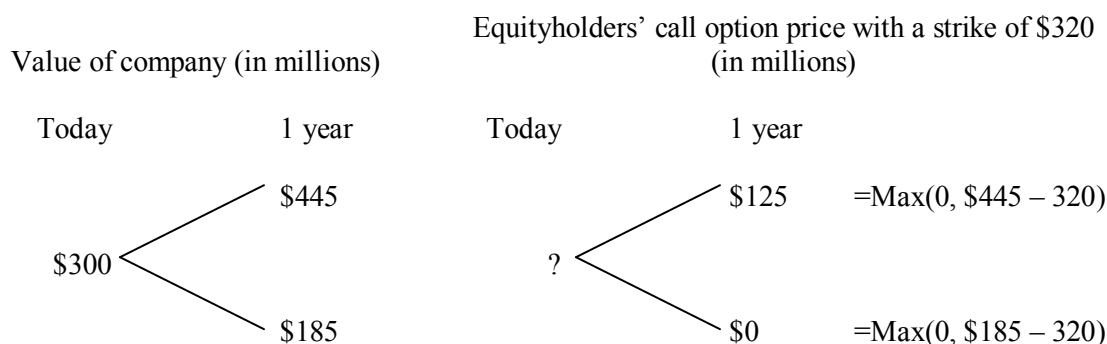 Equityholders’ call option price with a strike of $320
Value of company (in millions) (in millions)
Today 1 year Today 1 year
$445 $125 =Max(0, $445 – 320)
$300 ?
$185 $0 =Max(0, $185 – 320)